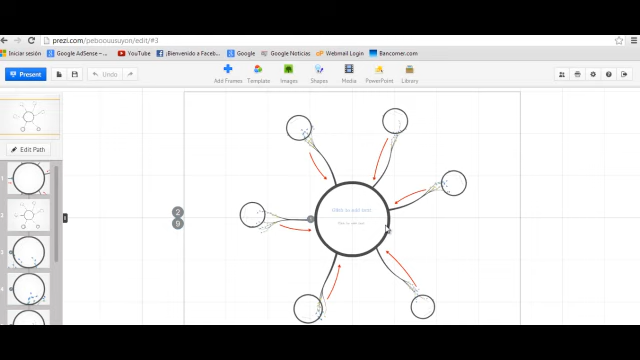 prezi.com/peboouusuyon/edit/#3
Iniciar sesión Google AdSense –... YouTube ¡Bienvenido a Faceb... Google Google Noticias Webmail Login Bancomer.com
Present Undo Add Frames Template Images Shapes Media PowerPoint Library
Edit Path
1
2
3
4
2
9
Click to add text